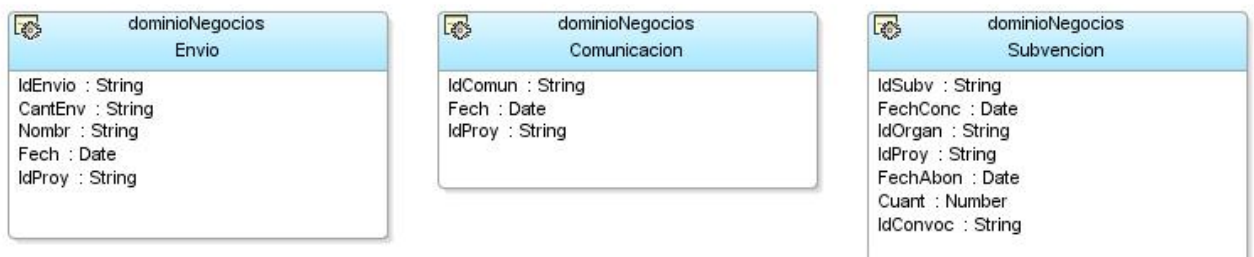 dominioNegocios
Envio
IdEnvio : String
CantEnv : String
Nombr : String
Fech : Date
IdProy : String
dominioNegocios
Comunicacion
IdComun : String
Fech : Date
IdProy : String
dominioNegocios
Subvencion
IdSubv : String
FechConc : Date
IdOrgan : String
IdProy : String
FechAbon : Date
Cuant : Number
IdConvoc : String